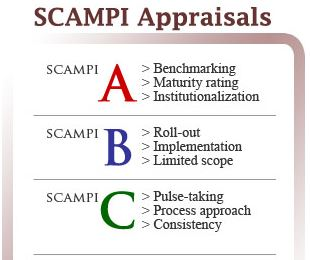 SCAMPI Appraisals
SCAMPI A
> Benchmarking
> Maturity rating
> Institutionalization
SCAMPI B
> Roll-out
> Implementation
> Limited scope
SCAMPI C
> Pulse-taking
> Process approach
> Consistency